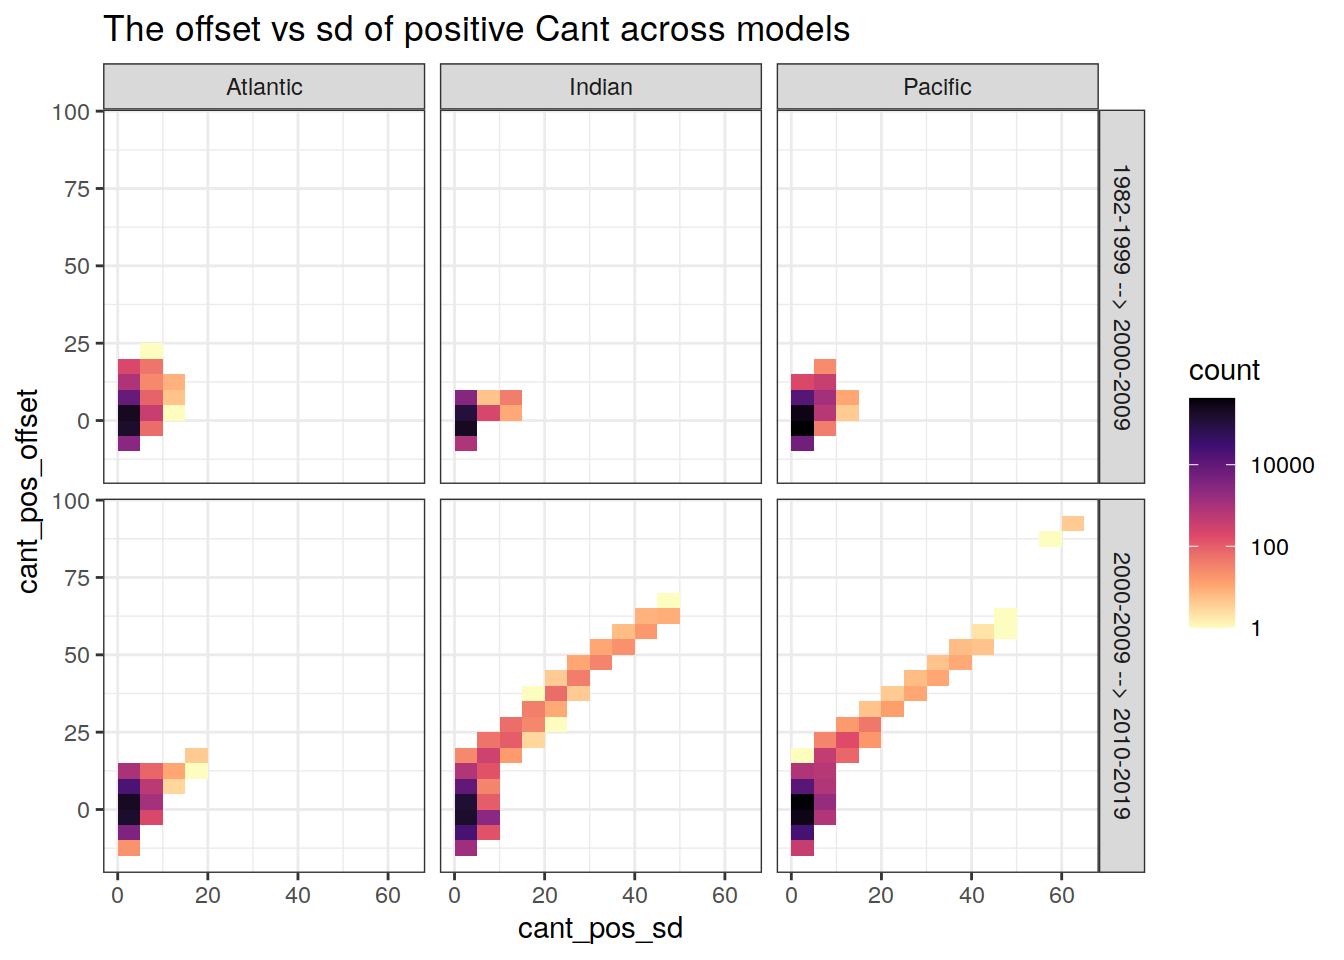 The offset vs sd of positive Cant across models
Atlantic
Indian
Pacific
100
75
50
25
0
1982-1999 --> 2000-2009
100
75
50
25
0
2000-2009 --> 2010-2019
0
20
40
60
0
20
40
60
0
20
40
60
cant_pos_sd
cant_pos_offset
count
10000
100
1